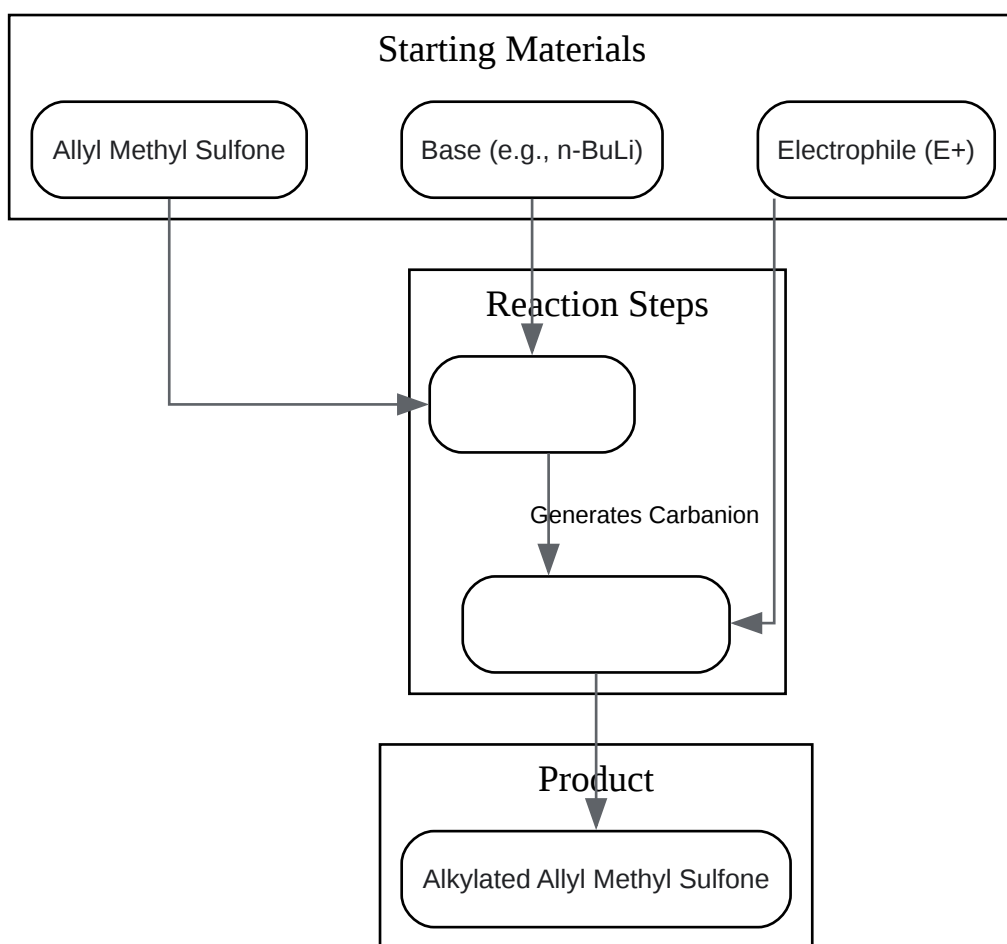 Starting Materials
Allyl Methyl Sulfone
Base (e.g., n-BuLi)
Electrophile (E+)
Reaction Steps
Generates Carbanion
Product
Alkylated Allyl Methyl Sulfone